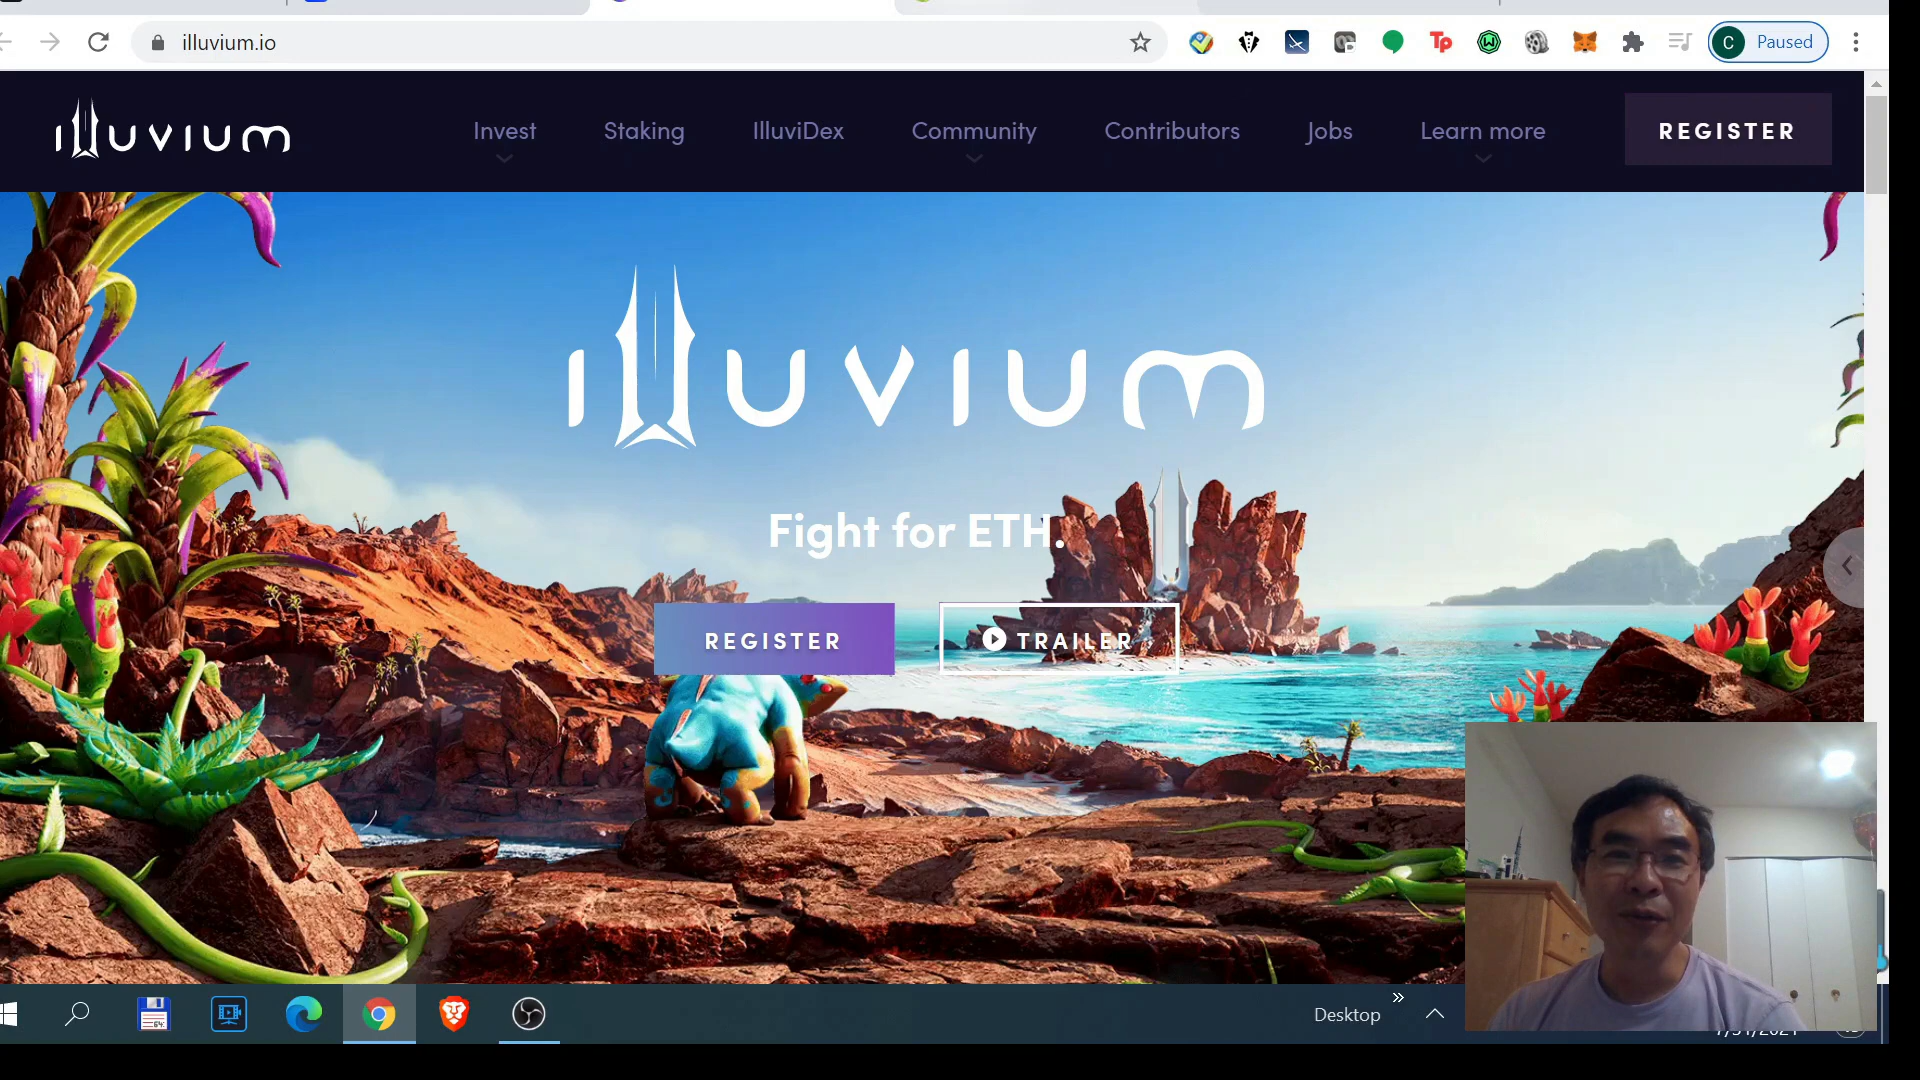 illuvium.io
C Paused
illuvium
Invest
Staking
IlluviDex
Community
Contributors
Jobs
Learn more
REGISTER
illuvium
Fight for ETH.
REGISTER
TRAILER
Desktop